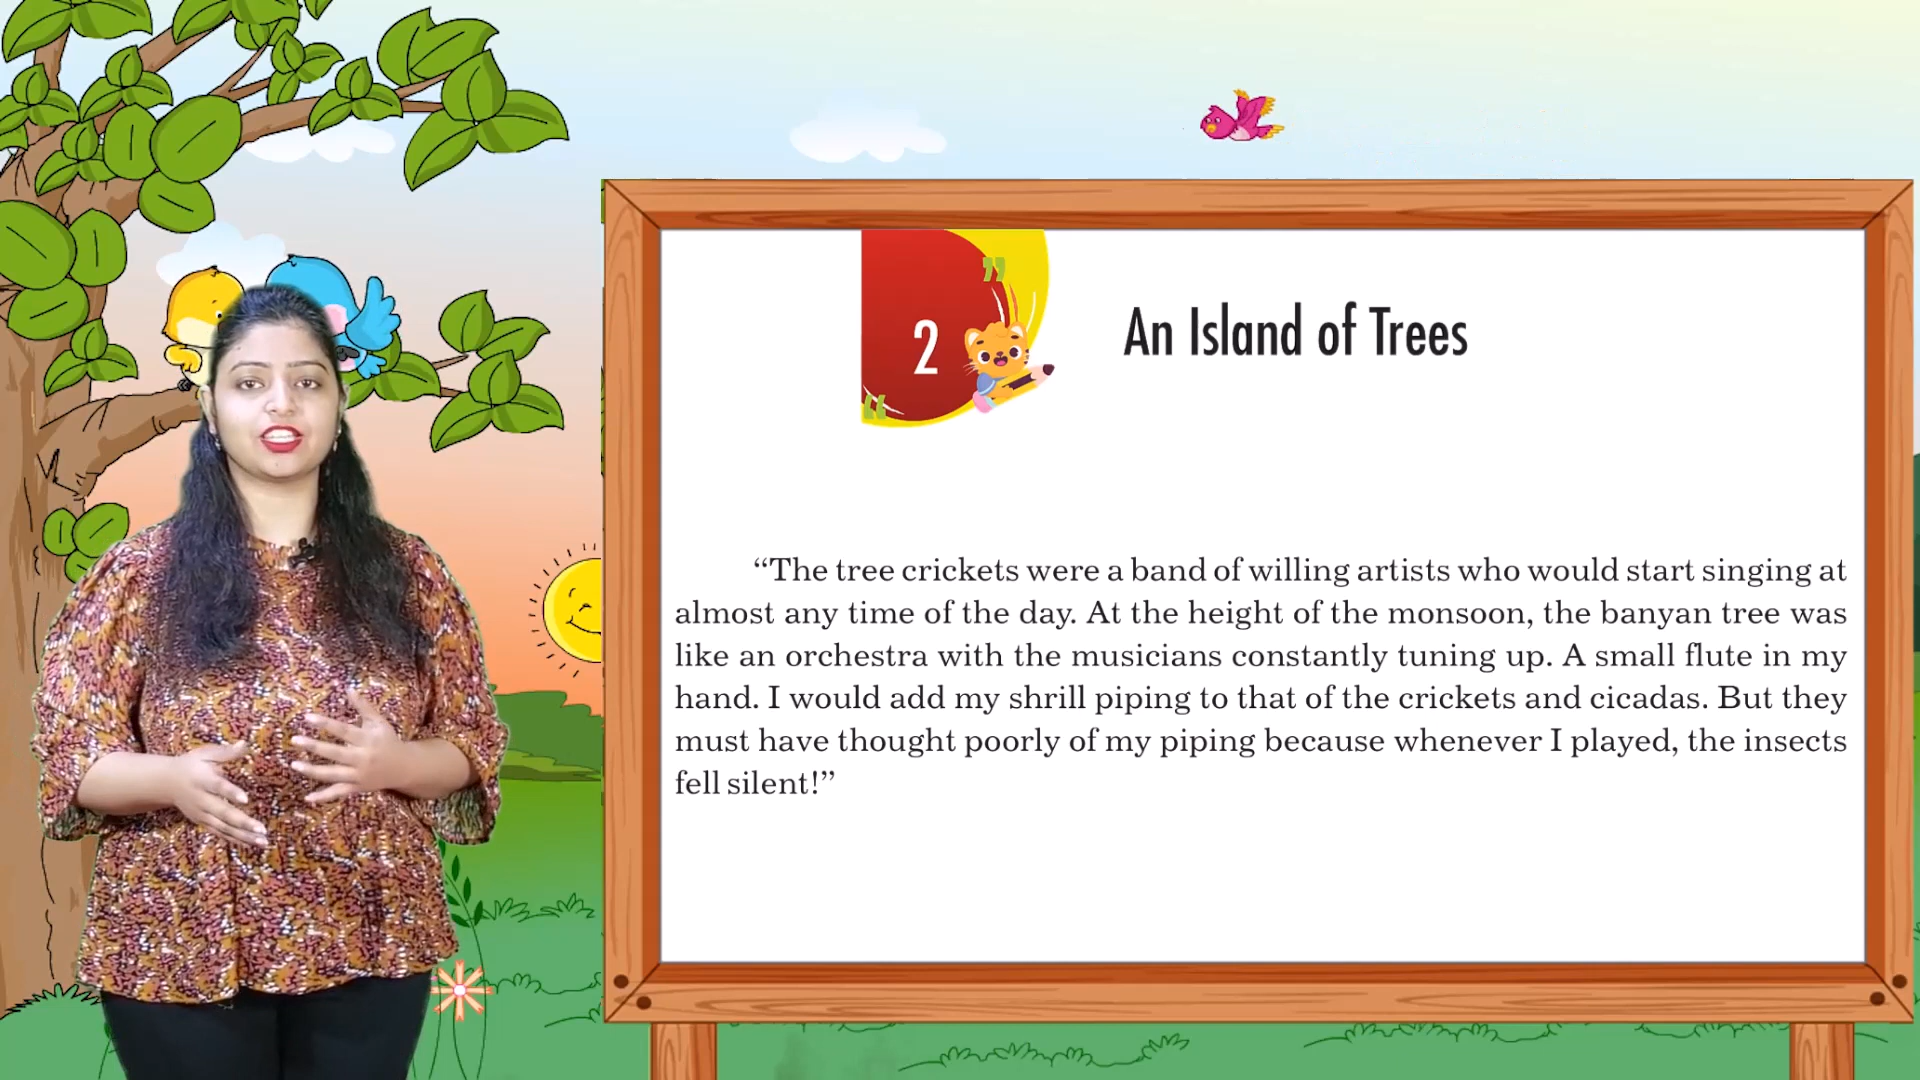 2
An Island of Trees
“The tree crickets were a band of willing artists who would start singing at
almost any time of the day. At the height of the monsoon, the banyan tree was
like an orchestra with the musicians constantly tuning up. A small flute in my
hand. I would add my shrill piping to that of the crickets and cicadas. But they
must have thought poorly of my piping because whenever I played, the insects
fell silent!”